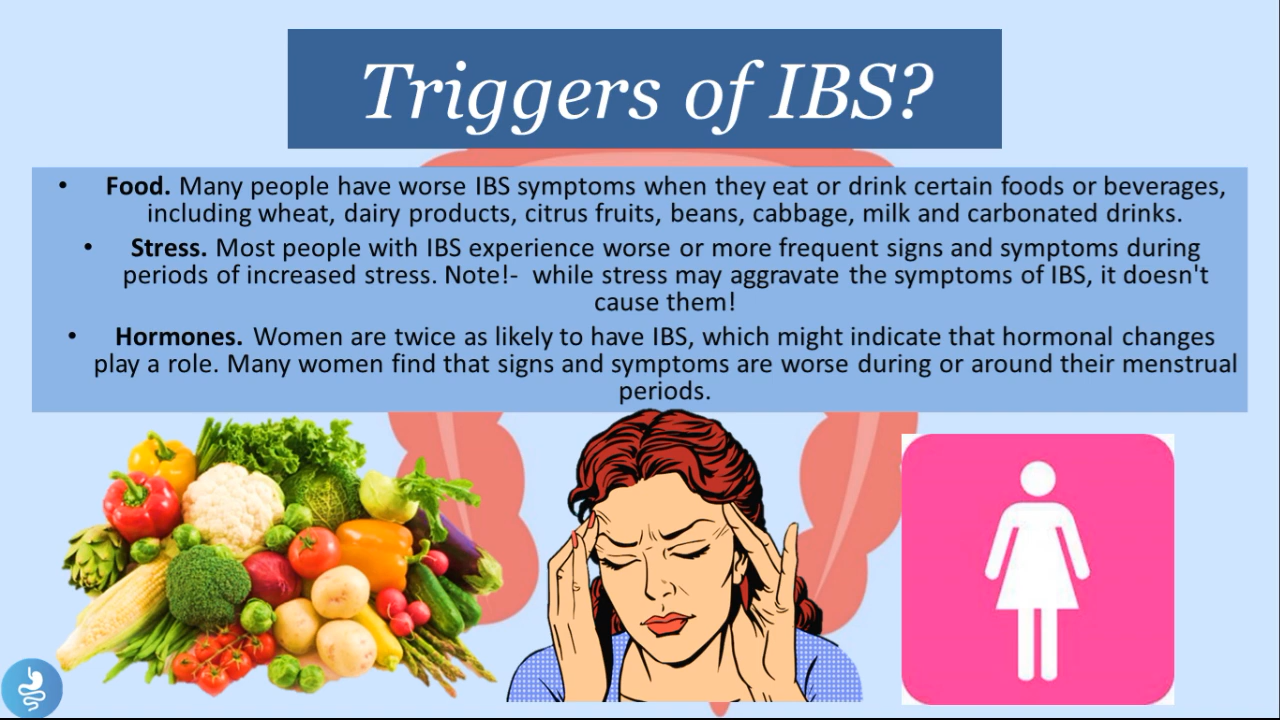 Triggers of IBS?
• Food. Many people have worse IBS symptoms when they eat or drink certain foods or beverages,
including wheat, dairy products, citrus fruits, beans, cabbage, milk and carbonated drinks.
• Stress. Most people with IBS experience worse or more frequent signs and symptoms during
periods of increased stress. Note!- while stress may aggravate the symptoms of IBS, it doesn't
cause them!
• Hormones. Women are twice as likely to have IBS, which might indicate that hormonal changes
play a role. Many women find that signs and symptoms are worse during or around their menstrual
periods.